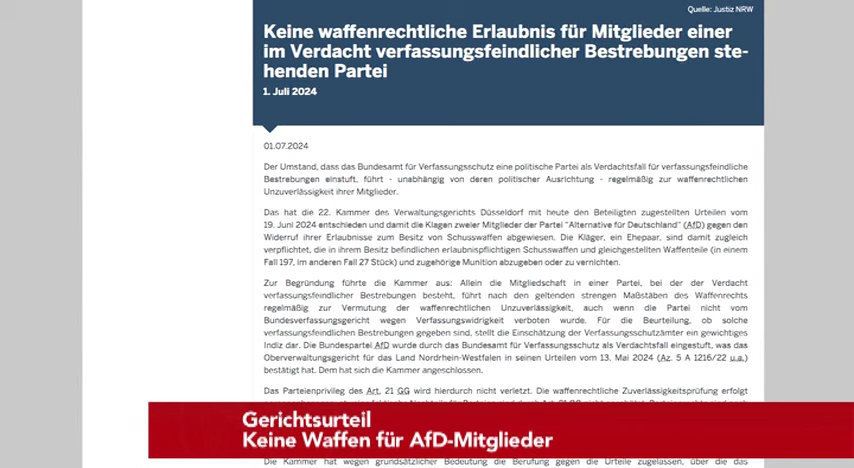 Quelle: Justiz NRW
Keine waffenrechtliche Erlaubnis für Mitglieder einer
im Verdacht verfassungsfeindlicher Bestrebungen ste-
henden Partei
1. Juli 2024
01.07.2024
Der Umstand, dass das Bundesamt für Verfassungsschutz eine politische Partei als Verdachtsfall für verfassungsfeindliche
Bestrebungen einstuft, führt - unabhängig von deren politischer Ausrichtung - regelmäßig zur waffenrechtlichen
Unzuverlässigkeit ihrer Mitglieder.
Das hat die 22. Kammer des Verwaltungsgerichts Düsseldorf mit heute den Beteiligten zugestellten Urteilen vom
19. Juni 2024 entschieden und damit die Klagen zweier Mitglieder der Partei "Alternative für Deutschland" (AfD) gegen den
Widerruf ihrer Erlaubnisse zum Besitz von Schusswaffen abgewiesen. Die Kläger, ein Ehepaar, sind damit zugleich
verpflichtet, die in ihrem Besitz befindlichen erlaubnispflichtigen Schusswaffen und gleichgestellten Waffenteile (in einem
Fall 197, im anderen Fall 27 Stück) und zugehörige Munition abzugeben oder zu vernichten.
Zur Begründung führte die Kammer aus: Allein die Mitgliedschaft in einer Partei, bei der der Verdacht
verfassungsfeindlicher Bestrebungen besteht, führt nach den geltenden strengen Maßstäben des Waffenrechts
regelmäßig zur Vermutung der waffenrechtlichen Unzuverlässigkeit, auch wenn die Partei nicht vom
Bundesverfassungsgericht wegen Verfassungswidrigkeit verboten wurde. Für die Beurteilung, ob solche
verfassungsfeindlichen Bestrebungen gegeben sind, stellt die Einschätzung der Verfassungsschutzämter ein gewichtiges
Indiz dar. Die Bundespartei AfD wurde durch das Bundesamt für Verfassungsschutz als Verdachtsfall eingestuft, was das
Oberverwaltungsgericht für das Land Nordrhein-Westfalen in seinen Urteilen vom 13. Mai 2024 (Az. 5 A 1216/22 u.a.)
bestätigt hat. Dem hat sich die Kammer angeschlossen.
Das Parteienprivileg des Art. 21 GG wird hierdurch nicht verletzt. Die waffenrechtliche Zuverlässigkeitsprüfung erfolgt
Gerichtsurteil
Keine Waffen für AfD-Mitglieder
Die Kammer hat wegen grundsätzlicher Bedeutung die Berufung gegen die Urteile zugelassen, über die das